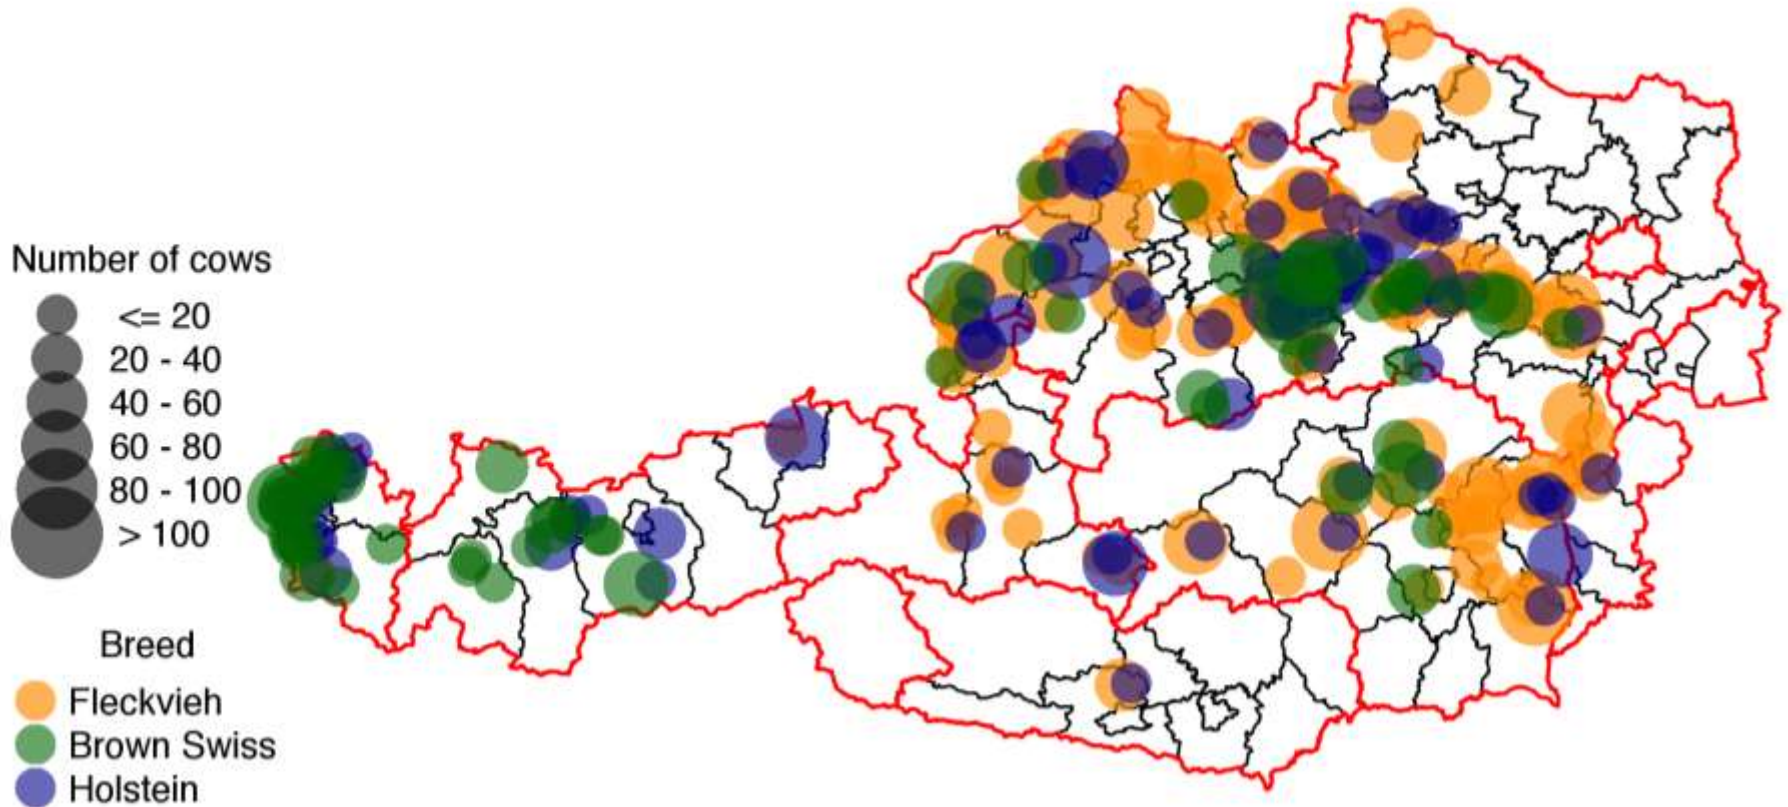 Number of cows
<= 20
20 - 40
40 - 60
60 - 80
80 - 100
> 100
Breed
Fleckvieh
Brown Swiss
Holstein